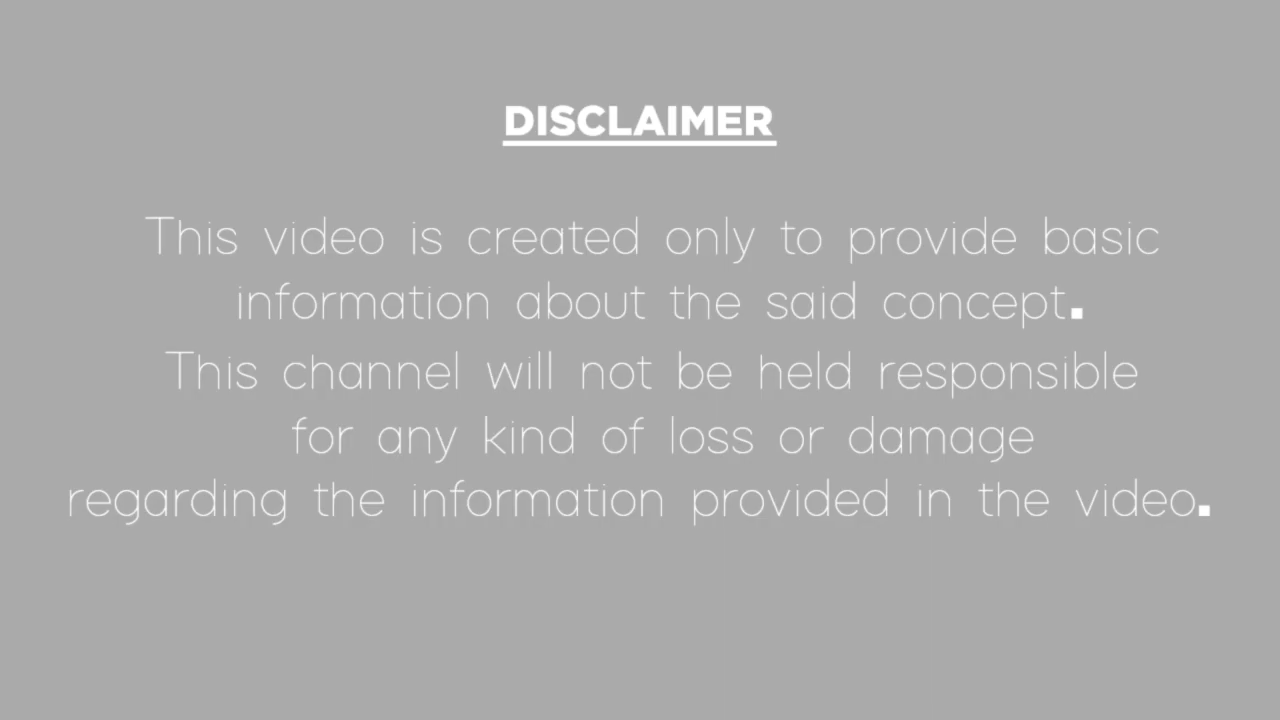 DISCLAIMER
This video is created only to provide basic
information about the said concept.
This channel will not be held responsible
for any kind of loss or damage
regarding the information provided in the video.